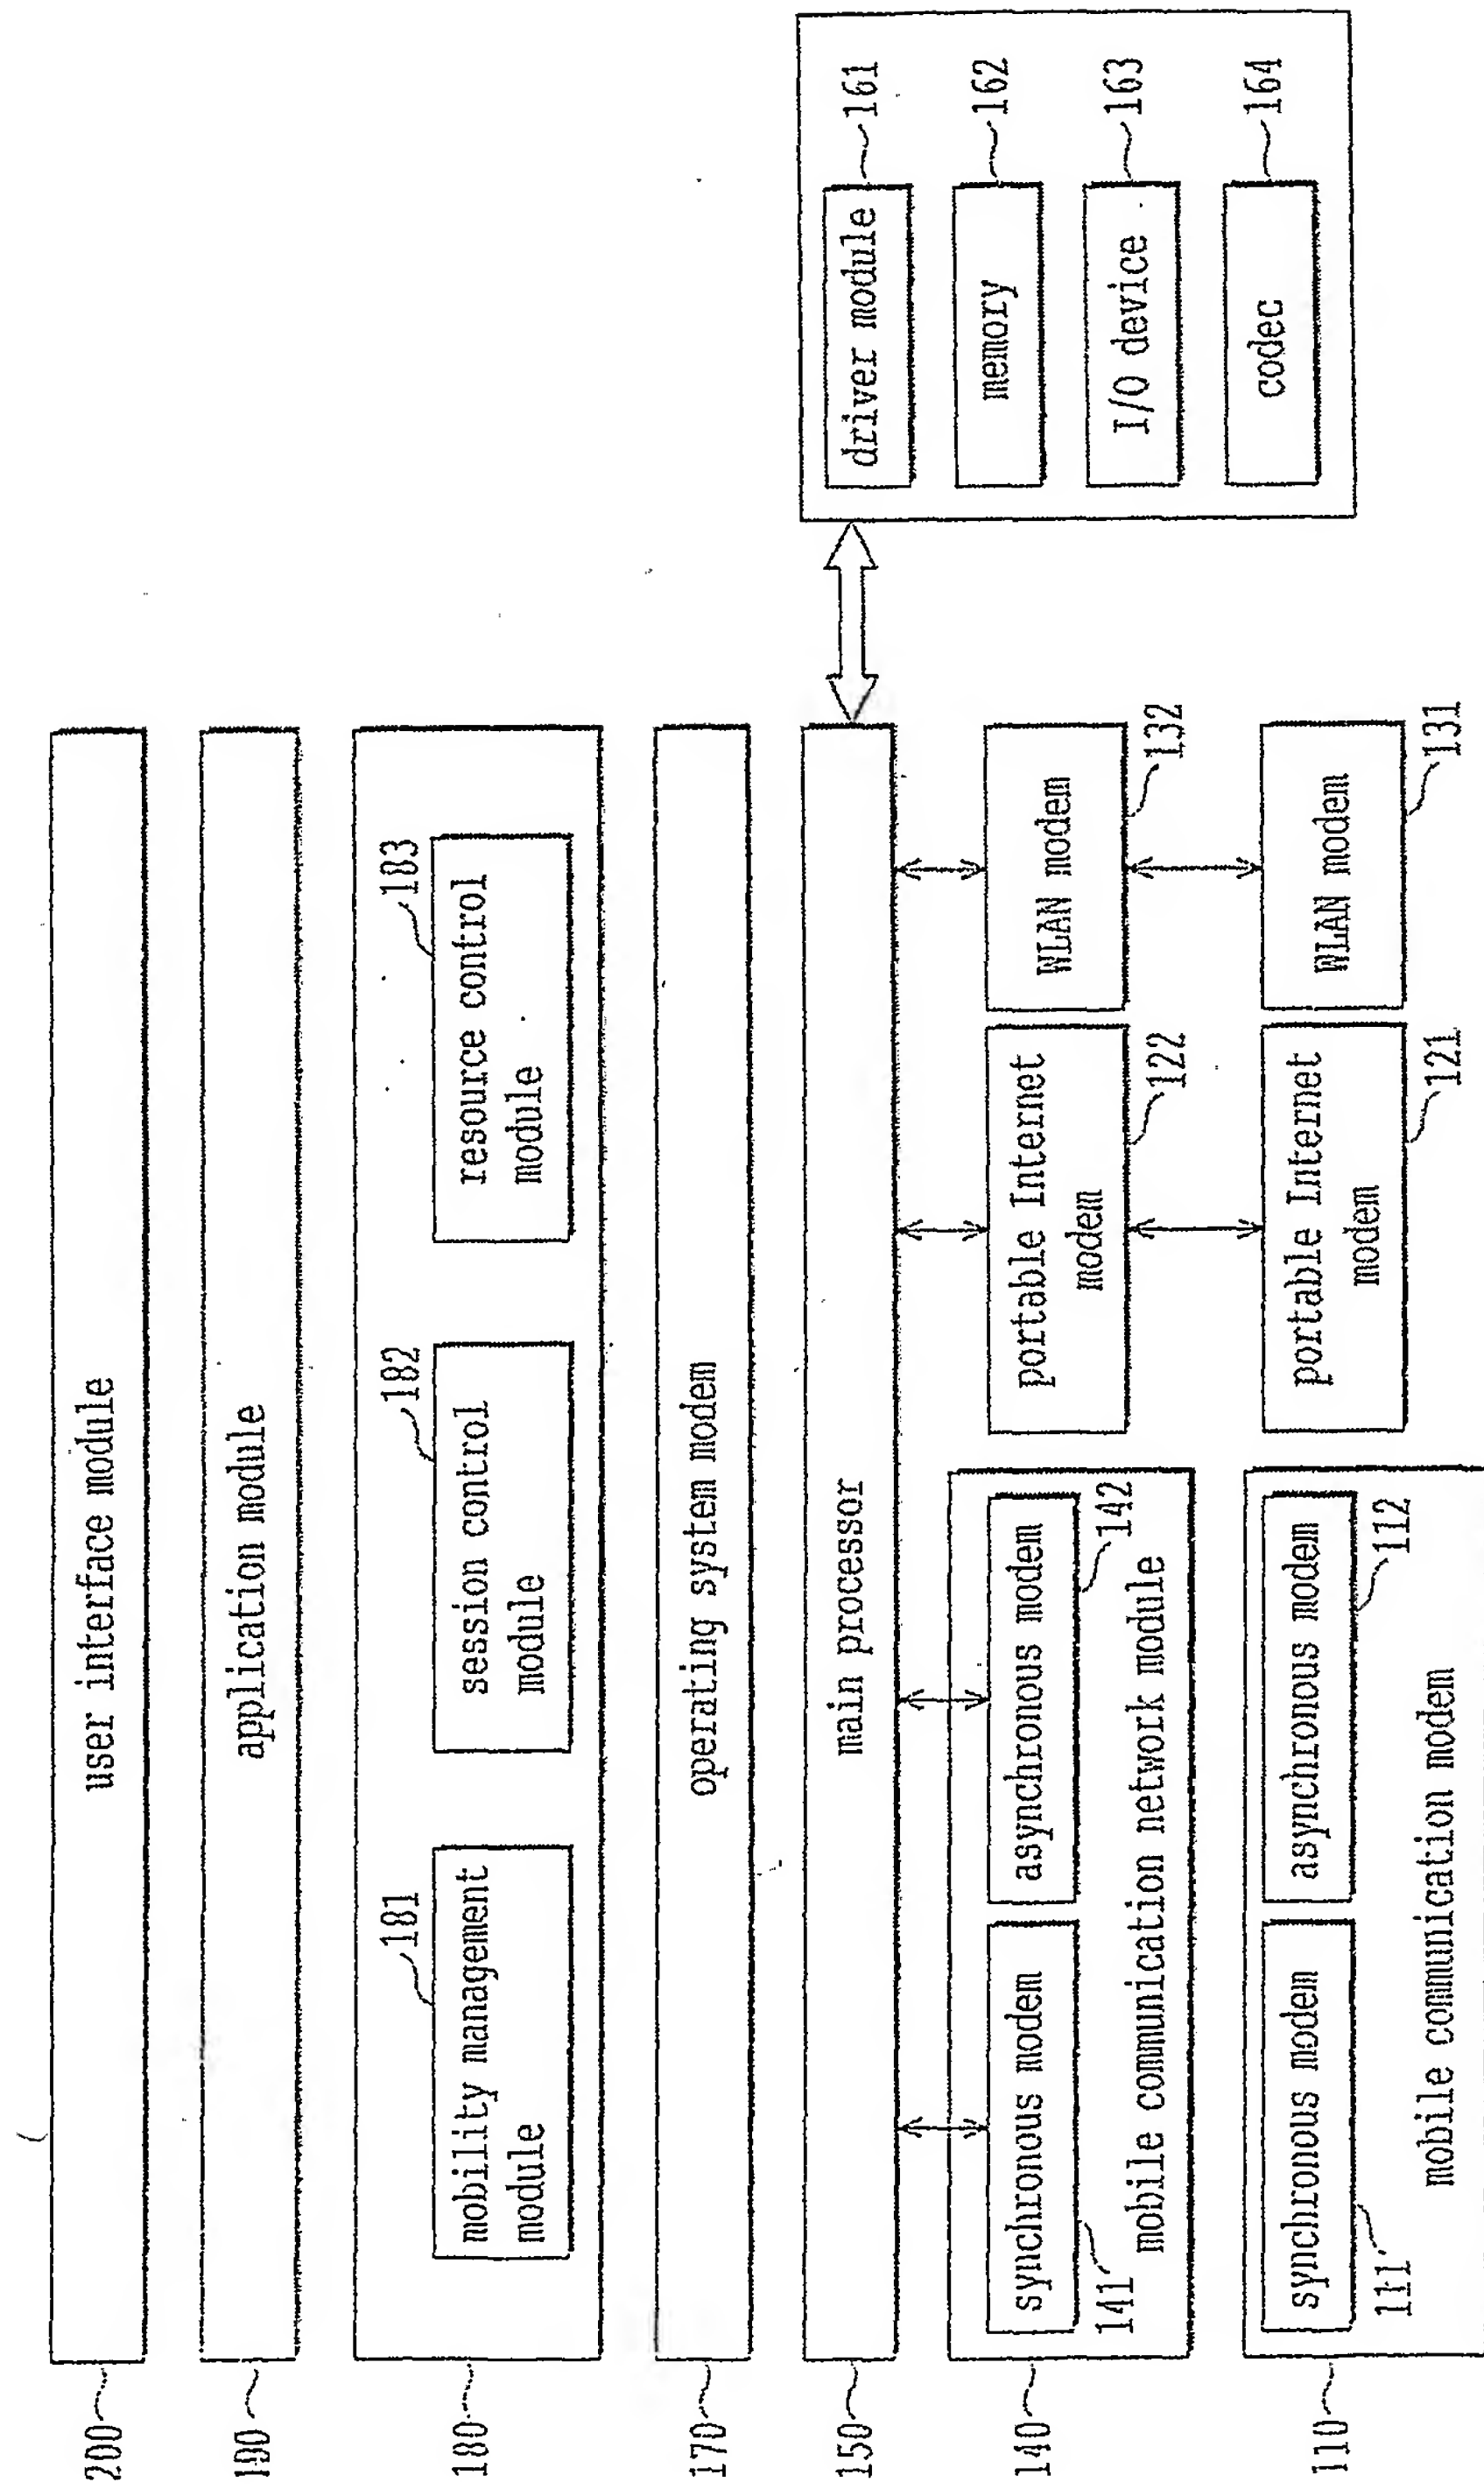 200
user interface module
190
application module
180
181
mobility management
module
182
session control
module
183
resource control
module
170
operating system modem
150
main processor
driver module
161
memory
162
I/O device
163
codec
164
140
synchronous modem
141
asynchronous modem
142
mobile communication network module
portable Internet
modem
122
WLAN modem
132
110
synchronous modem
111
asynchronous modem
112
mobile communication modem
portable Internet
modem
121
WLAN modem
131